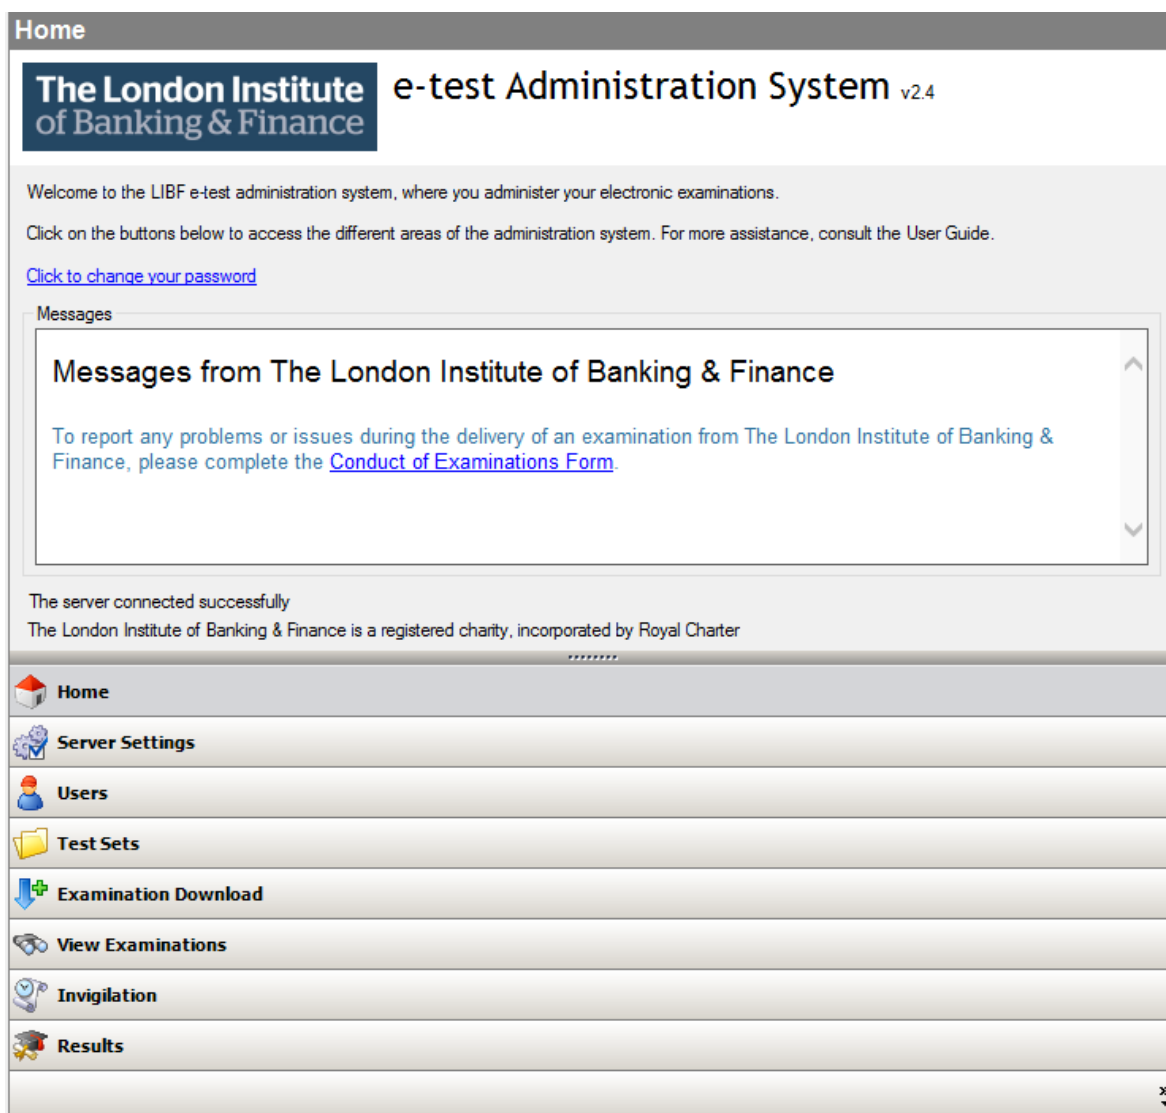 Home
The London Institute
of Banking & Finance
e-test Administration System v2.4
Welcome to the LIBF e-test administration system, where you administer your electronic examinations.
Click on the buttons below to access the different areas of the administration system. For more assistance, consult the User Guide.
Click to change your password
Messages
Messages from The London Institute of Banking & Finance
To report any problems or issues during the delivery of an examination from The London Institute of Banking &
Finance, please complete the Conduct of Examinations Form.
The server connected successfully
The London Institute of Banking & Finance is a registered charity, incorporated by Royal Charter
Home
Server Settings
Users
Test Sets
Examination Download
View Examinations
Invigilation
Results